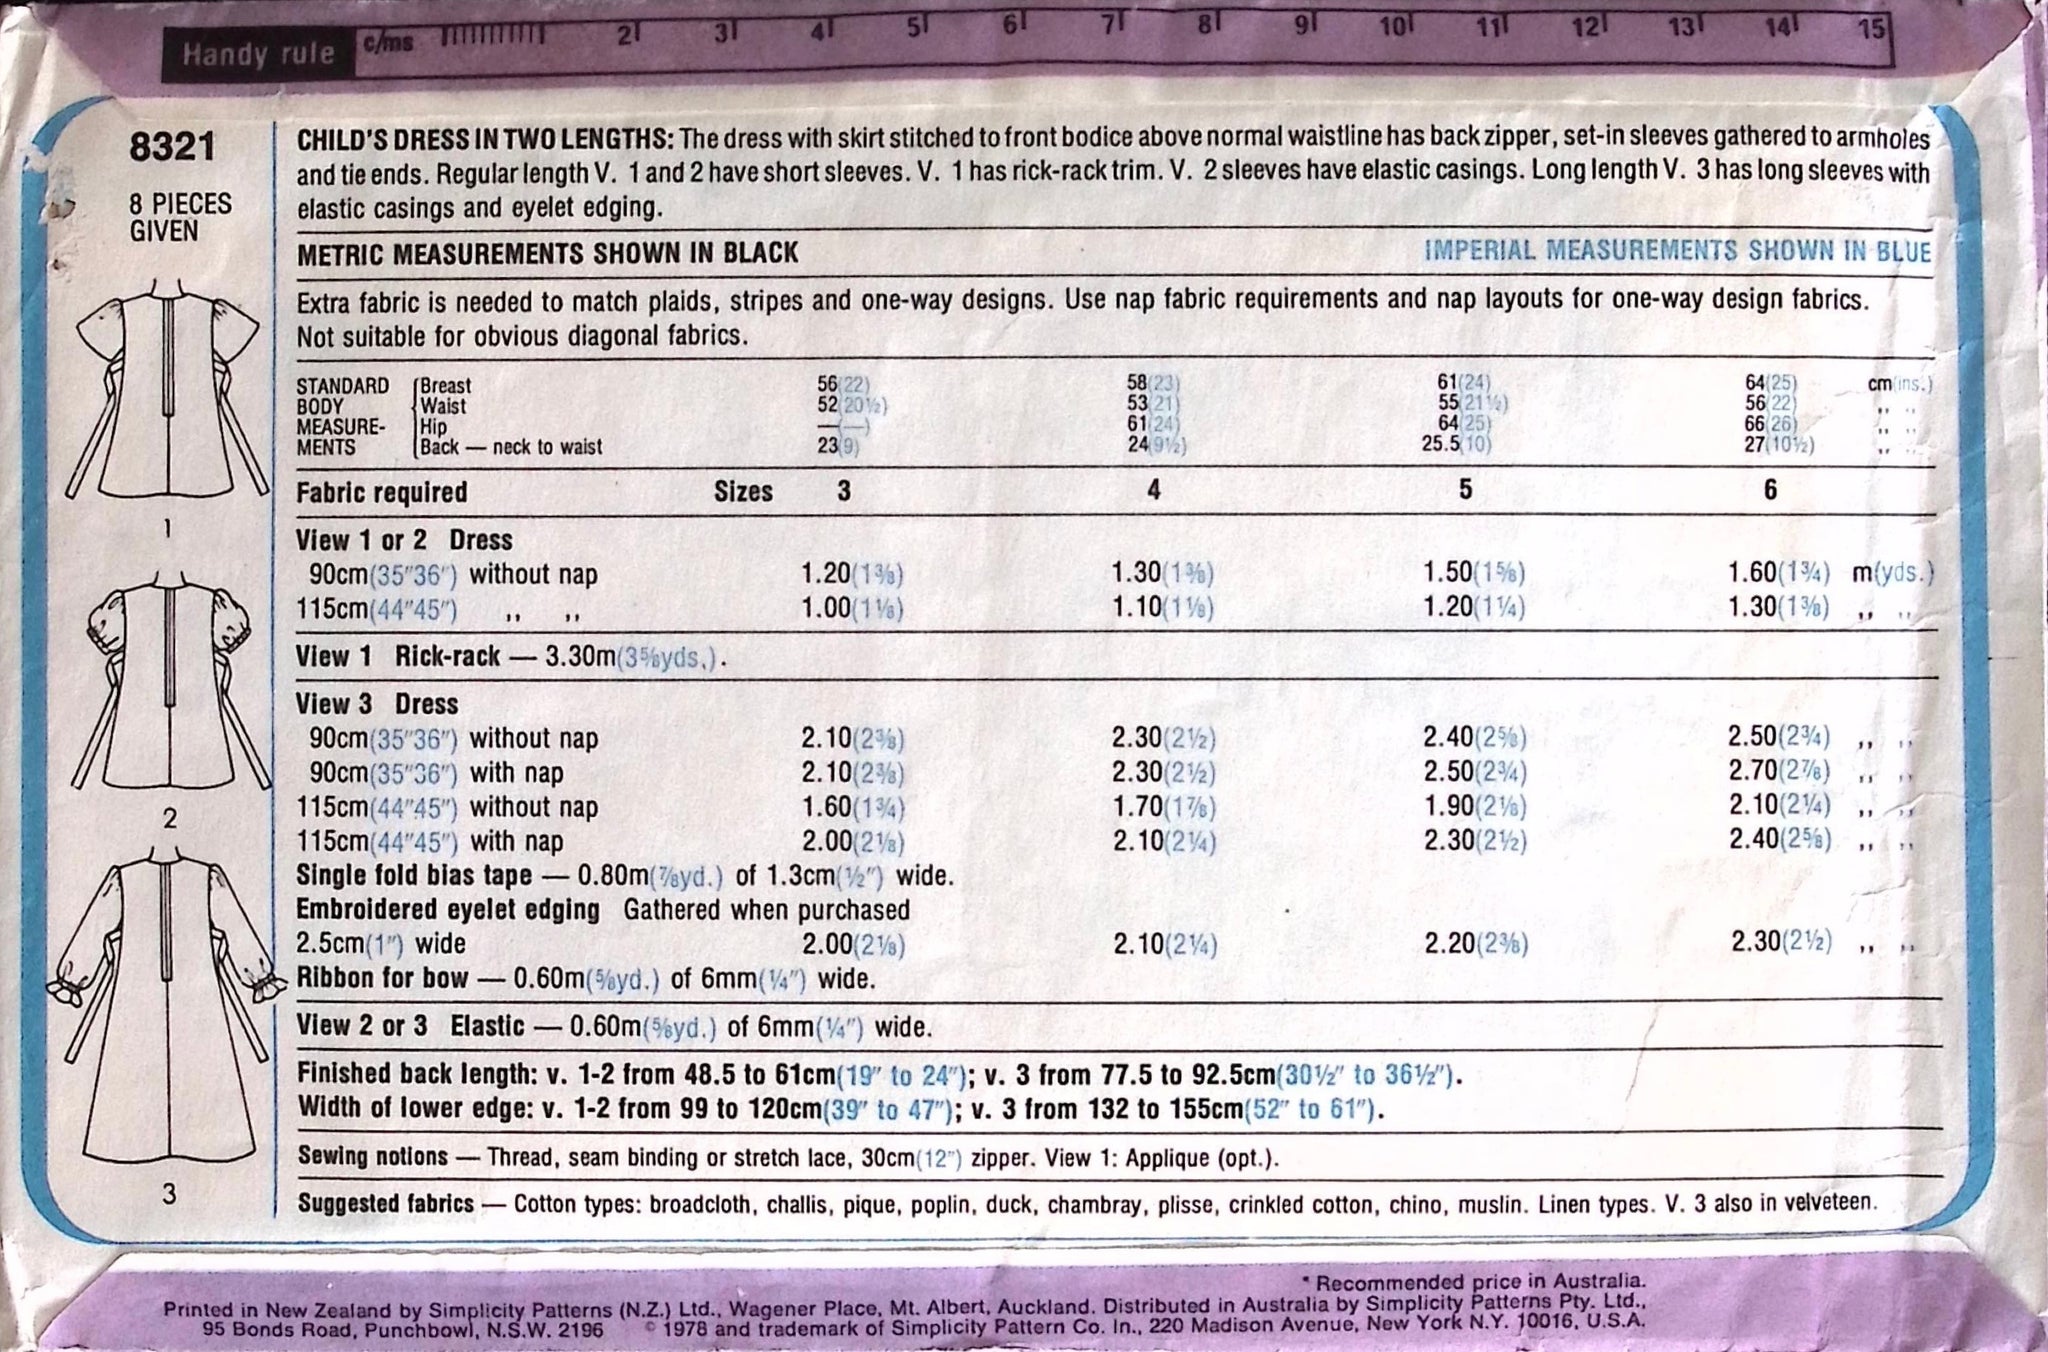 Handy rule c/ms 2 3 4 5 6 7 8 9 10 11 12 13 14 15
8321
8 PIECES
GIVEN
1
2
3
CHILD'S DRESS IN TWO LENGTHS: The dress with skirt stitched to front bodice above normal waistline has back zipper, set-in sleeves gathered to armholes
and tie ends. Regular length V. 1 and 2 have short sleeves. V. 1 has rick-rack trim. V. 2 sleeves have elastic casings. Long length V. 3 has long sleeves with
elastic casings and eyelet edging.
METRIC MEASUREMENTS SHOWN IN BLACK IMPERIAL MEASUREMENTS SHOWN IN BLUE
Extra fabric is needed to match plaids, stripes and one-way designs. Use nap fabric requirements and nap layouts for one-way design fabrics.
Not suitable for obvious diagonal fabrics.
STANDARD Breast 56(22) 58(23) 61(24) 64(25) cm(ins.)
BODY Waist 52(20½) 53(21) 55(21½) 56(22) ,, ,,
MEASURE- Hip —(—) 61(24) 64(25) 66(26) ,, ,,
MENTS Back — neck to waist 23(9) 24(9½) 25.5(10) 27(10½) ,, ,,
Fabric required Sizes 3 4 5 6
View 1 or 2 Dress
90cm(35"36") without nap 1.20(1⅜) 1.30(1⅜) 1.50(1⅝) 1.60(1¾) m(yds.)
115cm(44"45") ,, ,, 1.00(1⅛) 1.10(1⅛) 1.20(1¼) 1.30(1⅜) ,, ,,
View 1 Rick-rack — 3.30m(3⅝yds.).
View 3 Dress
90cm(35"36") without nap 2.10(2⅜) 2.30(2½) 2.40(2⅝) 2.50(2¾) ,, ,,
90cm(35"36") with nap 2.10(2⅜) 2.30(2½) 2.50(2¾) 2.70(2⅞) ,, ,,
115cm(44"45") without nap 1.60(1¾) 1.70(1⅞) 1.90(2⅛) 2.10(2¼) ,, ,,
115cm(44"45") with nap 2.00(2⅛) 2.10(2¼) 2.30(2½) 2.40(2⅝) ,, ,,
Single fold bias tape — 0.80m(⅞yd.) of 1.3cm(½") wide.
Embroidered eyelet edging Gathered when purchased
2.5cm(1") wide 2.00(2⅛) 2.10(2¼) 2.20(2⅜) 2.30(2½) ,, ,,
Ribbon for bow — 0.60m(⅝yd.) of 6mm(¼") wide.
View 2 or 3 Elastic — 0.60m(⅝yd.) of 6mm(¼") wide.
Finished back length: v. 1-2 from 48.5 to 61cm(19" to 24"); v. 3 from 77.5 to 92.5cm(30½" to 36½").
Width of lower edge: v. 1-2 from 99 to 120cm(39" to 47"); v. 3 from 132 to 155cm(52" to 61").
Sewing notions — Thread, seam binding or stretch lace, 30cm(12") zipper. View 1: Applique (opt.).
Suggested fabrics — Cotton types: broadcloth, challis, pique, poplin, duck, chambray, plisse, crinkled cotton, chino, muslin. Linen types. V. 3 also in velveteen.
* Recommended price in Australia.
Printed in New Zealand by Simplicity Patterns (N.Z.) Ltd., Wagener Place, Mt. Albert, Auckland. Distributed in Australia by Simplicity Patterns Pty. Ltd.,
95 Bonds Road, Punchbowl, N.S.W. 2196 © 1978 and trademark of Simplicity Pattern Co. In., 220 Madison Avenue, New York N.Y. 10016, U.S.A.